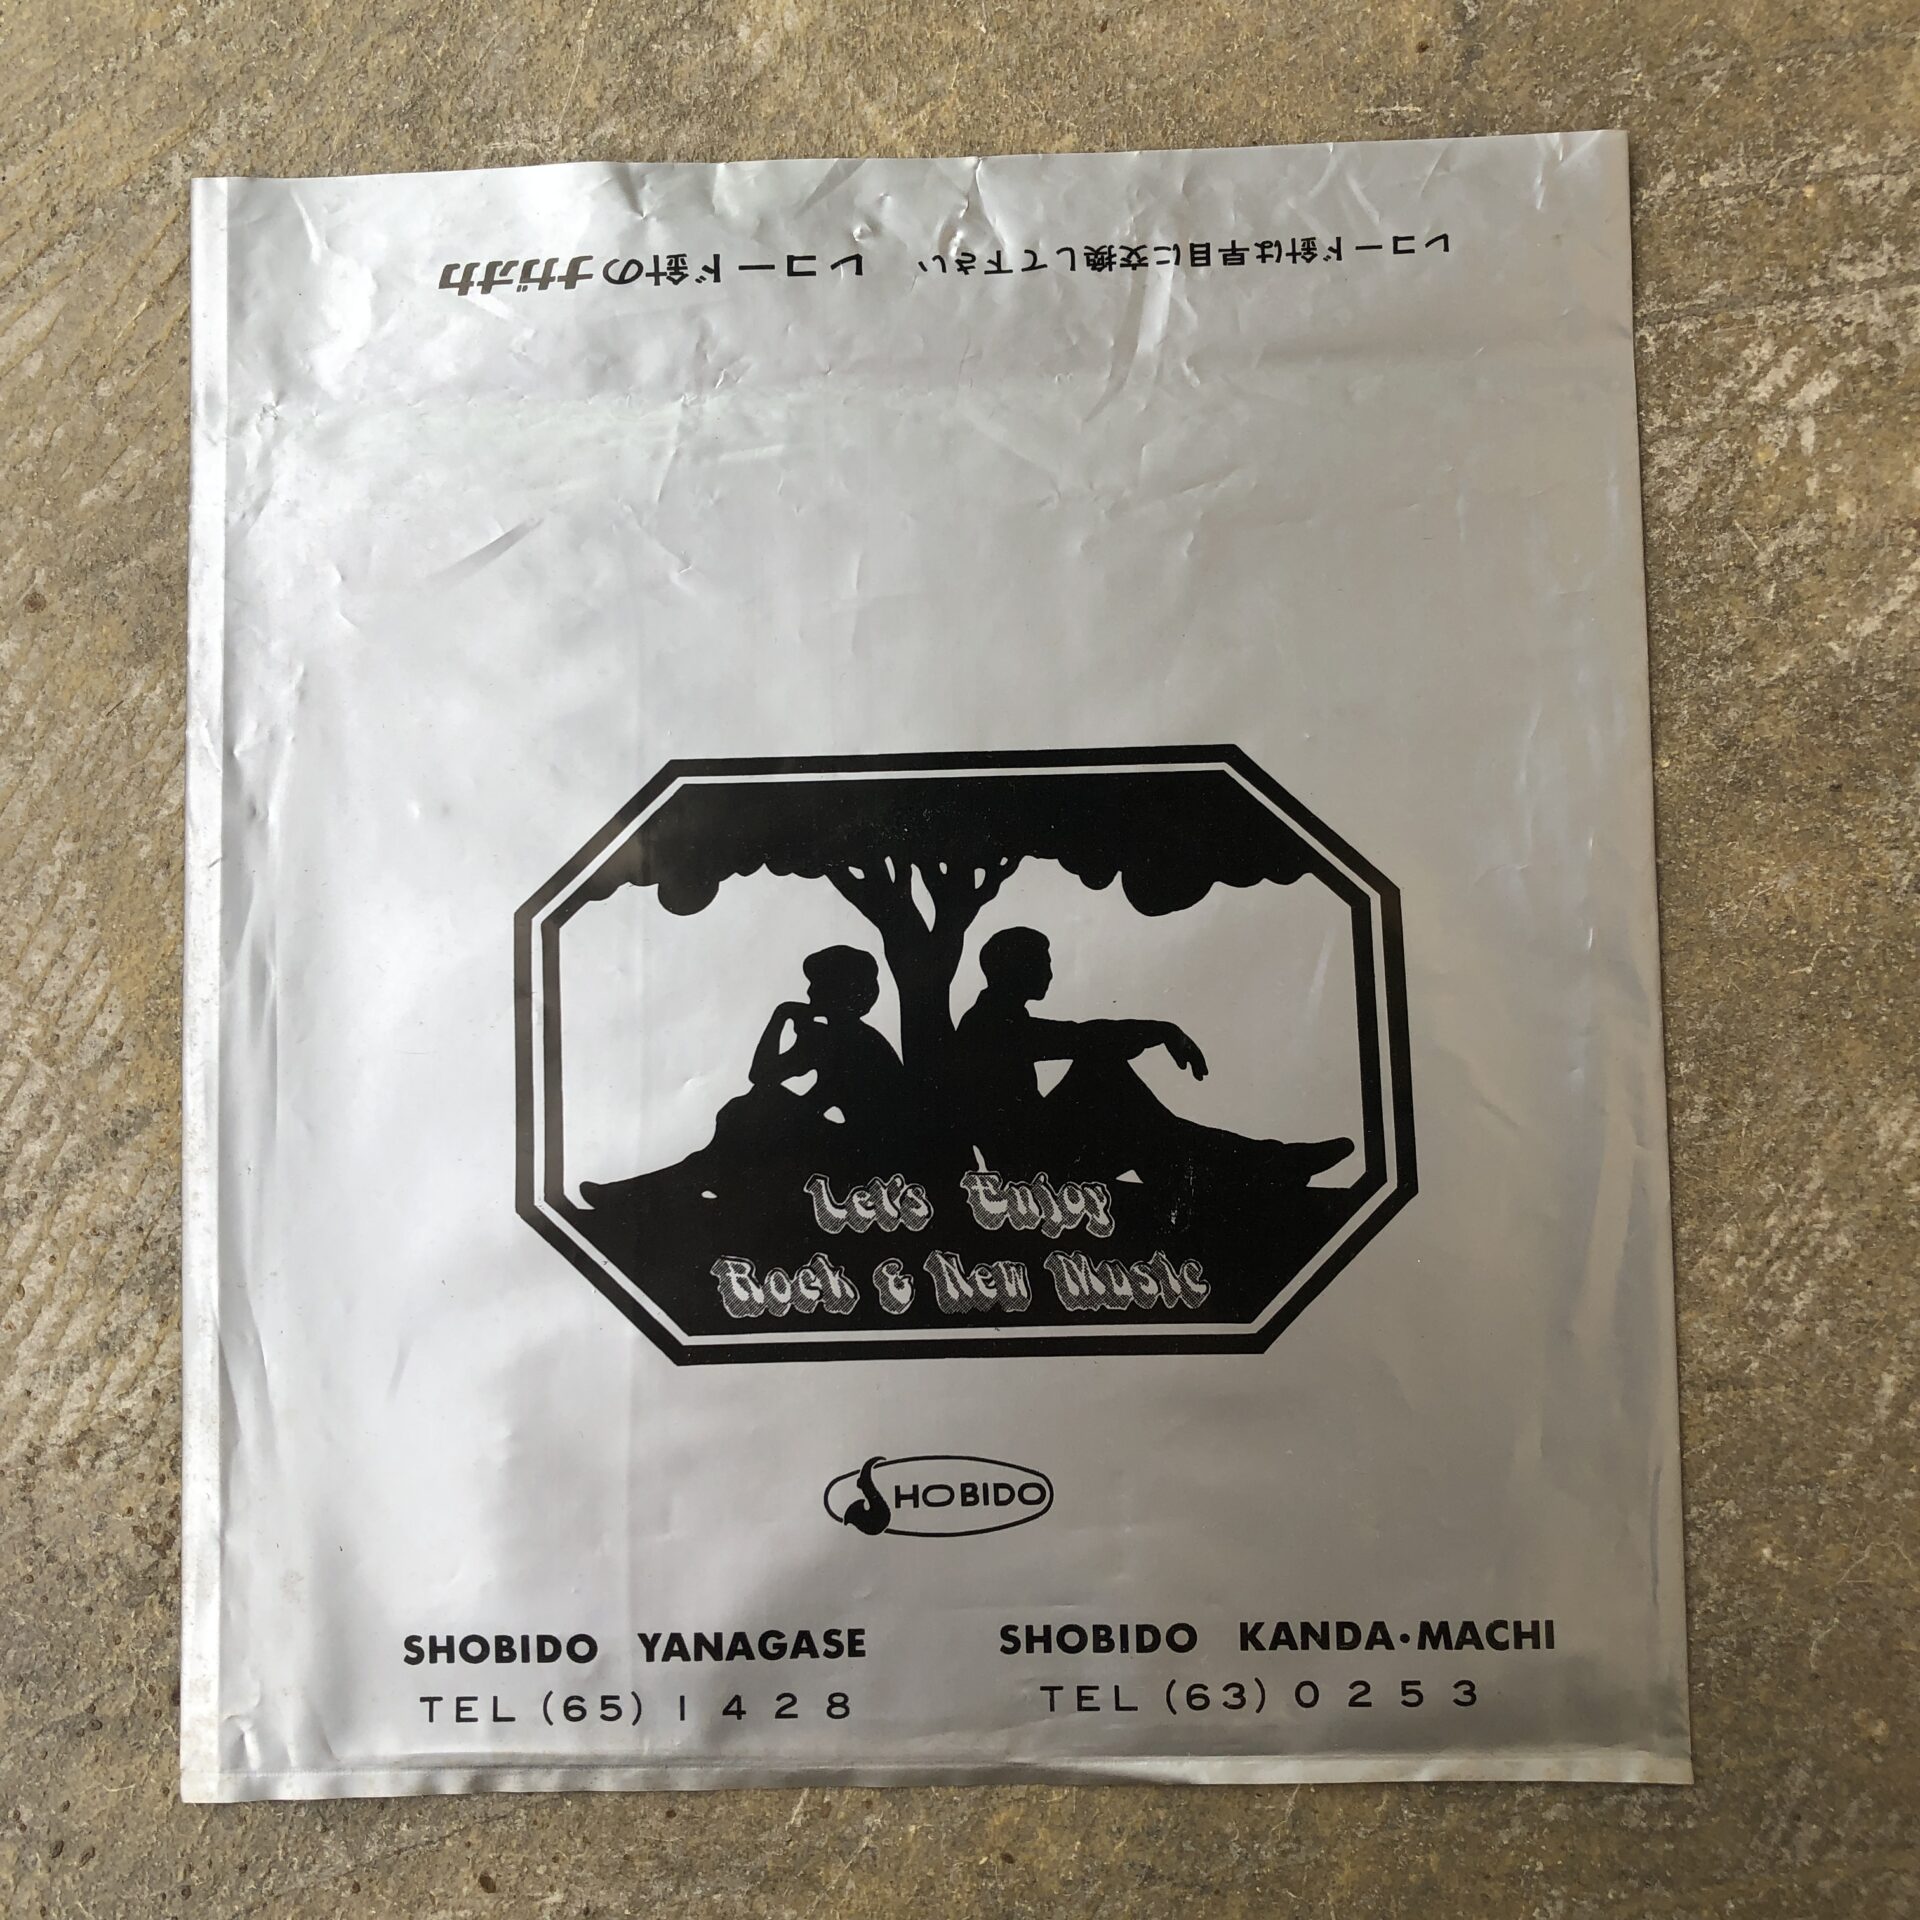 レコード針は早目に交換して下さい レコード針のナガオカ
Let's Enjoy
Rock & New Music
SHOBIDO
SHOBIDO YANAGASE SHOBIDO KANDA・MACHI
TEL (65) 1428 TEL (63) 0253